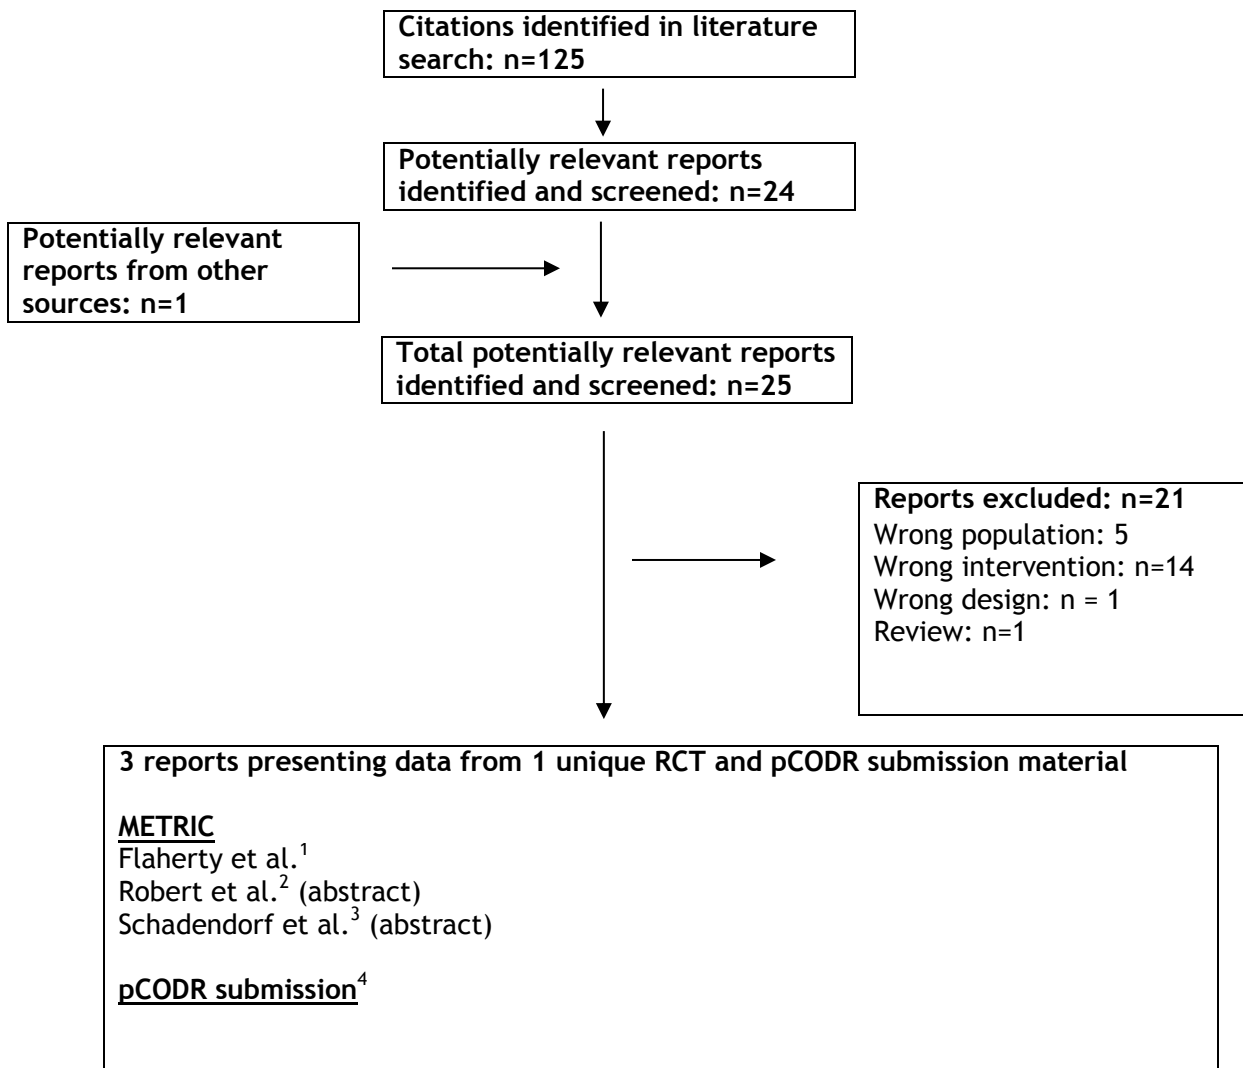 Citations identified in literature
search: n=125
Potentially relevant reports
identified and screened: n=24
Potentially relevant
reports from other
sources: n=1
Total potentially relevant reports
identified and screened: n=25
Reports excluded: n=21
Wrong population: 5
Wrong intervention: n=14
Wrong design: n = 1
Review: n=1
3 reports presenting data from 1 unique RCT and pCODR submission material
METRIC
Flaherty et al.1
Robert et al.2 (abstract)
Schadendorf et al.3 (abstract)
pCODR submission4